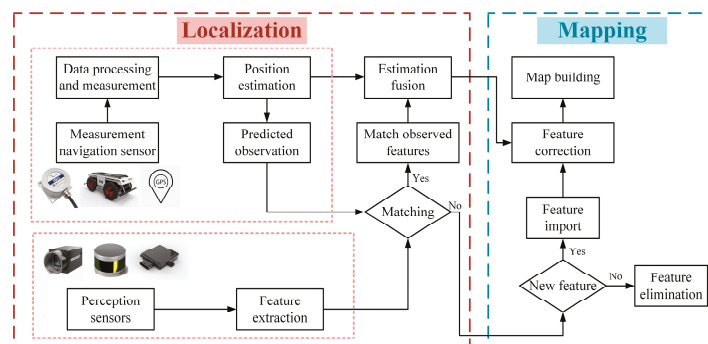 Localization
Mapping
Data processing
and measurement
Position
estimation
Estimation
fusion
Map building
Measurement
navigation sensor
Predicted
observation
Match observed
features
Feature
correction
GPS
Yes
Matching
No
Feature
import
Yes
New feature
No
Feature
elimination
Perception
sensors
Feature
extraction